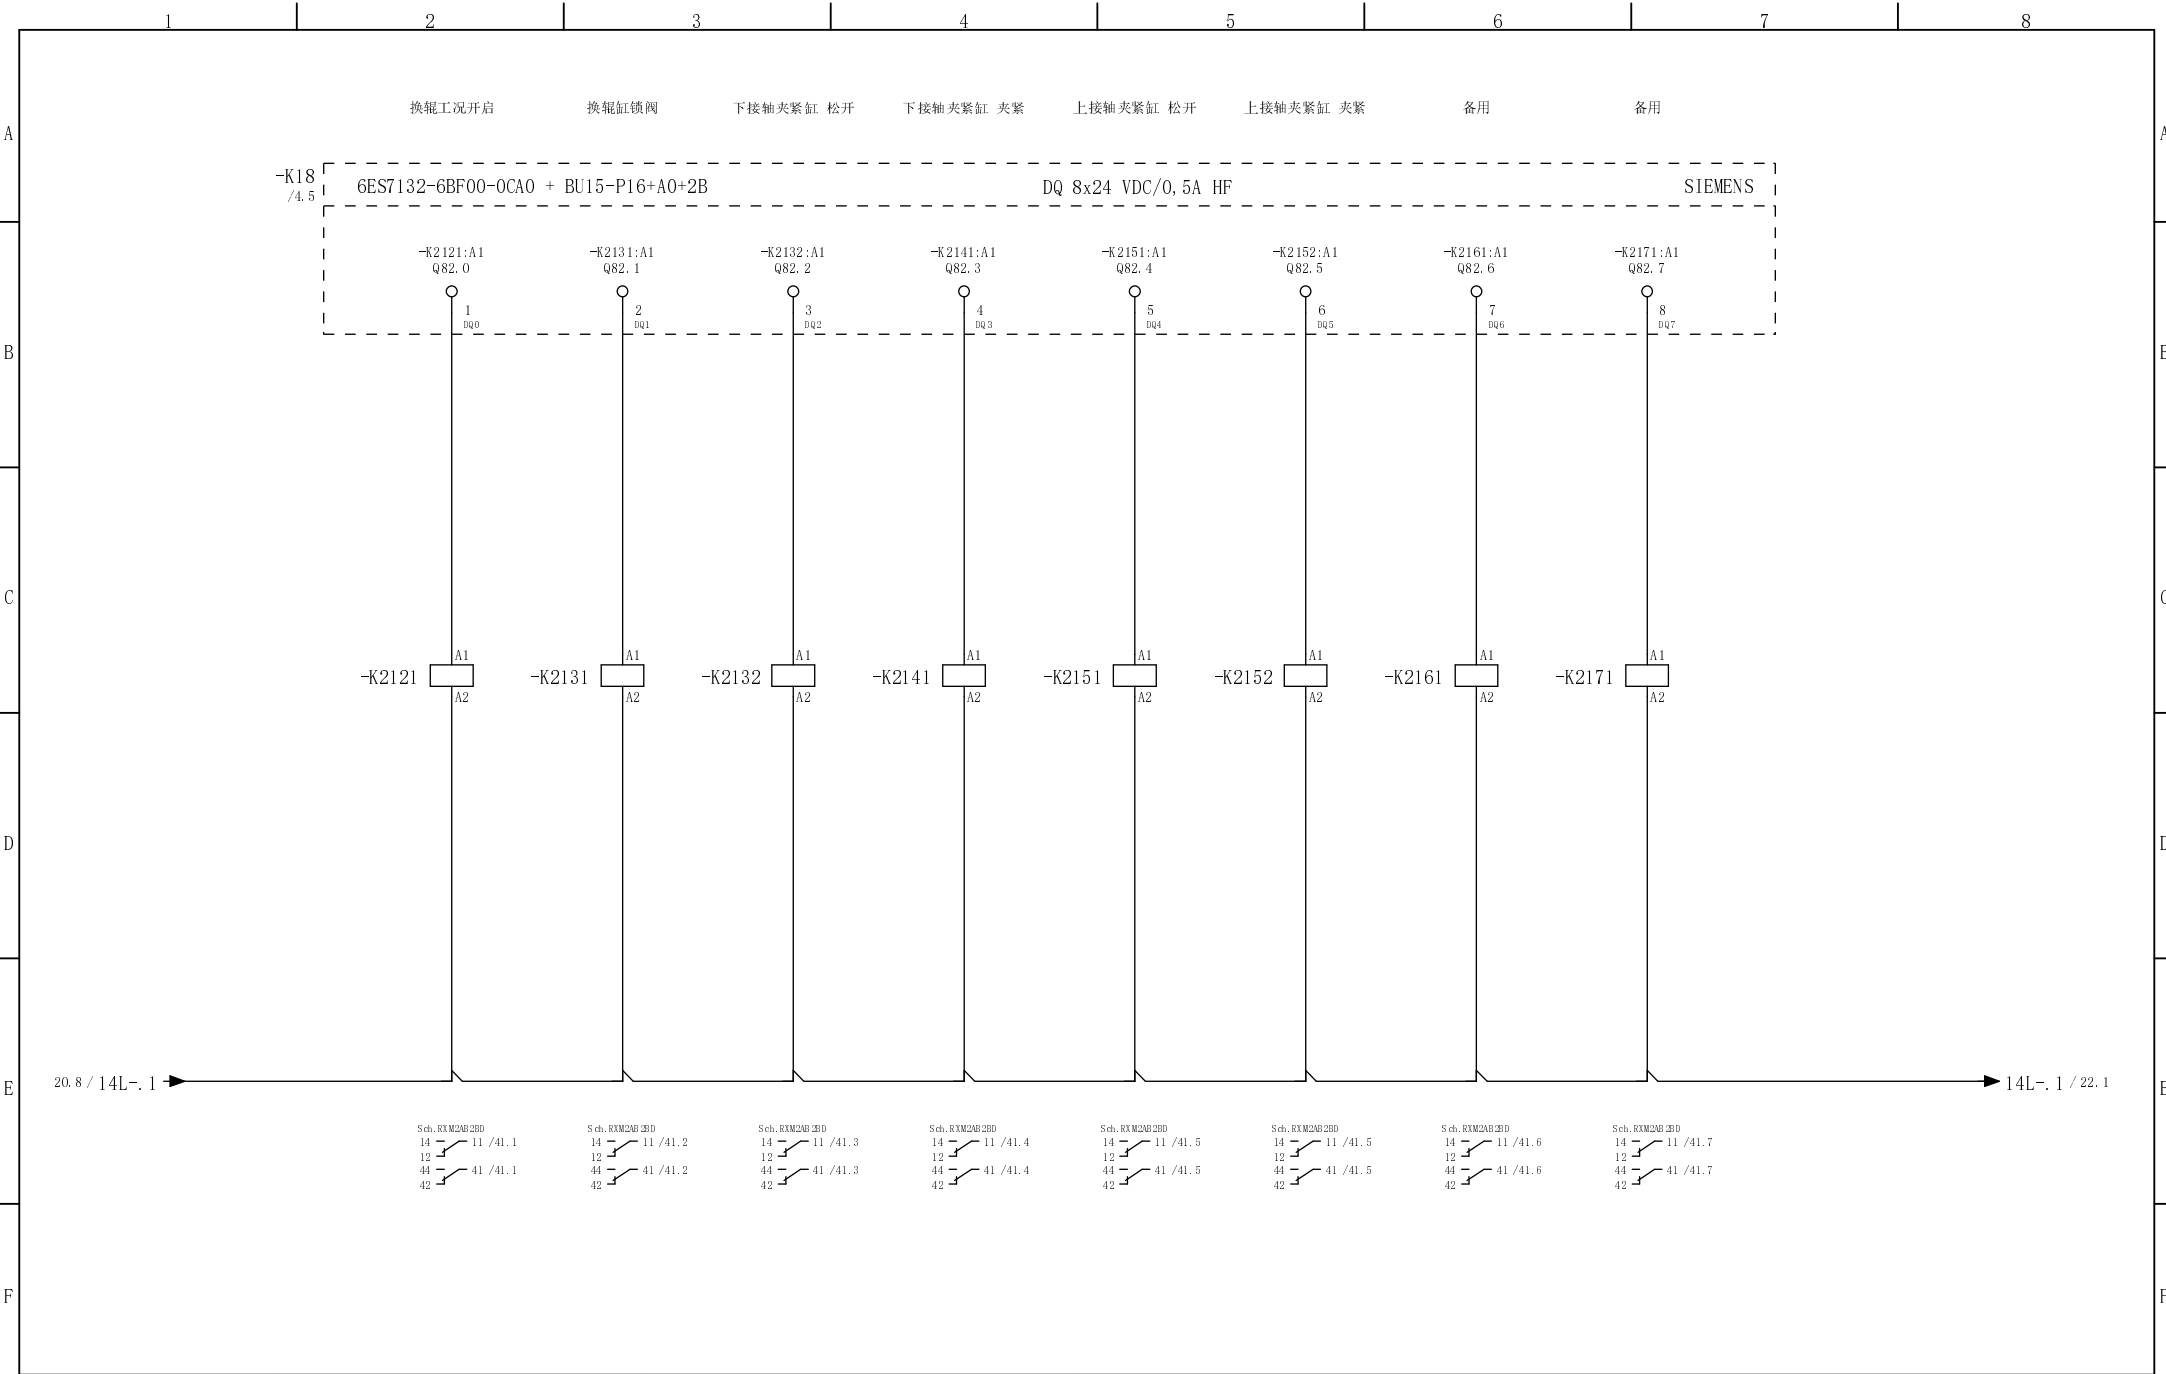 1 2 3 4 5 6 7 8
换辊工况开启 换辊缸锁阀 下接轴夹紧缸 松开 下接轴夹紧缸 夹紧 上接轴夹紧缸 松开 上接轴夹紧缸 夹紧 备用 备用
A A
-K18 6ES7132-6BF00-0CA0 + BU15-P16+A0+2B DQ 8x24 VDC/0,5A HF SIEMENS
/4.5
-K2121:A1 -K2131:A1 -K2132:A1 -K2141:A1 -K2151:A1 -K2152:A1 -K2161:A1 -K2171:A1
Q82.0 Q82.1 Q82.2 Q82.3 Q82.4 Q82.5 Q82.6 Q82.7
1 2 3 4 5 6 7 8
DQ0 DQ1 DQ2 DQ3 DQ4 DQ5 DQ6 DQ7
B
C
A1 A1 A1 A1 A1 A1 A1 A1
-K2121 -K2131 -K2132 -K2141 -K2151 -K2152 -K2161 -K2171
A2 A2 A2 A2 A2 A2 A2 A2
D
E 20.8 / 14L-.1 14L-.1 / 22.1
Sch.RXM2AB2BD Sch.RXM2AB2BD Sch.RXM2AB2BD Sch.RXM2AB2BD Sch.RXM2AB2BD Sch.RXM2AB2BD Sch.RXM2AB2BD Sch.RXM2AB2BD
14 11 /41.1 14 11 /41.2 14 11 /41.3 14 11 /41.4 14 11 /41.5 14 11 /41.5 14 11 /41.6 14 11 /41.7
12 12 12 12 12 12 12 12
44 41 /41.1 44 41 /41.2 44 41 /41.3 44 41 /41.4 44 41 /41.5 44 41 /41.5 44 41 /41.6 44 41 /41.7
42 42 42 42 42 42 42 42
F